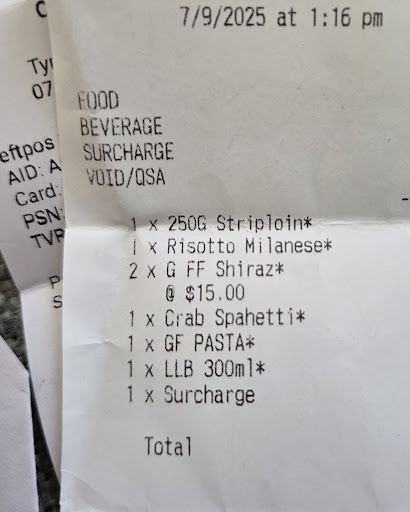 7/9/2025 at 1:16 pm
FOOD
BEVERAGE
SURCHARGE
VOID/QSA
1 x 250G Striploin*
1 x Risotto Milanese*
2 x G FF Shiraz*
@ $15.00
1 x Crab Spahetti*
1 x GF PASTA*
1 x LLB 300ml*
1 x Surcharge
Total
07
eftpos
AID: A
Card:
PSN:
TVR
P
S